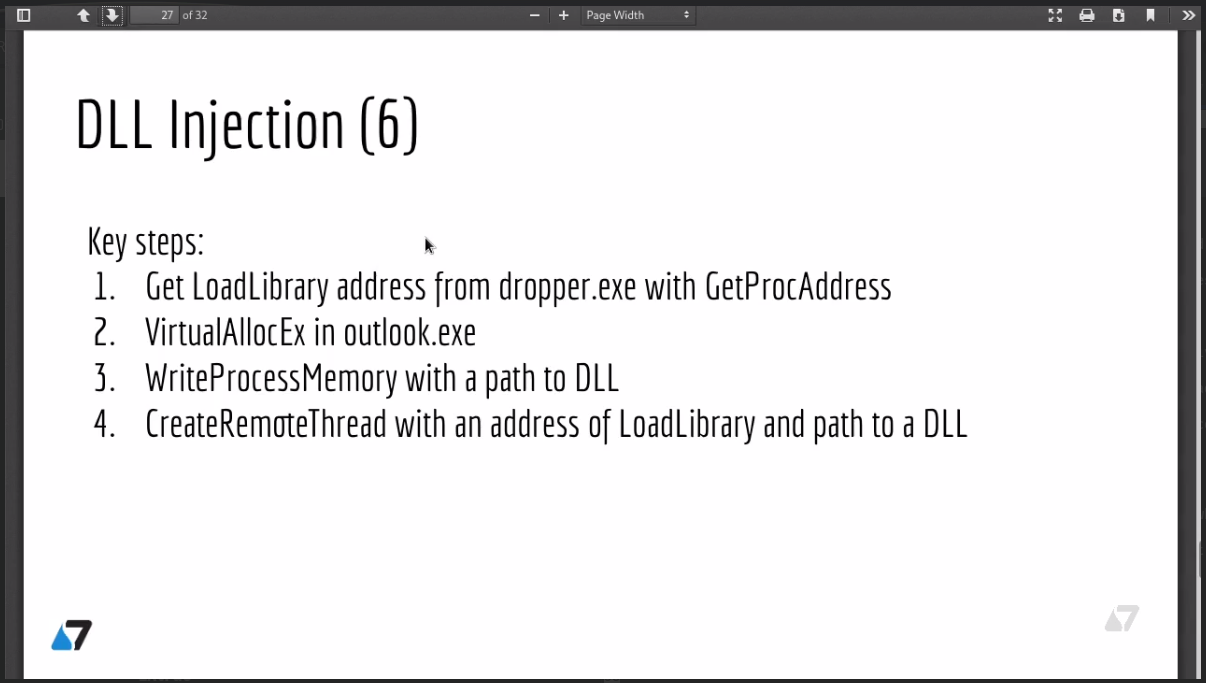 27 of 32
Page Width
DLL Injection (6)
Key steps:
1. Get LoadLibrary address from dropper.exe with GetProcAddress
2. VirtualAllocEx in outlook.exe
3. WriteProcessMemory with a path to DLL
4. CreateRemoteThread with an address of LoadLibrary and path to a DLL
7
7